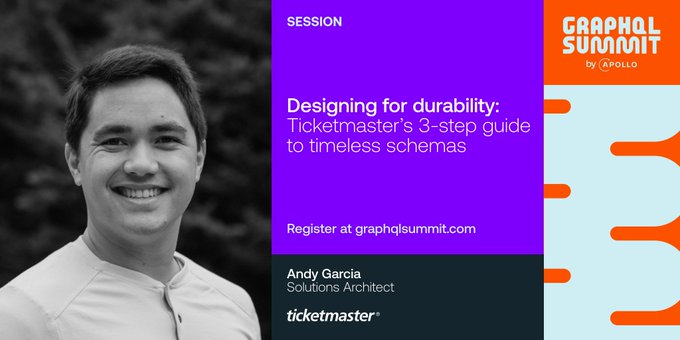 SESSION
Designing for durability:
Ticketmaster’s 3-step guide
to timeless schemas
Register at graphqlsummit.com
Andy Garcia
Solutions Architect
ticketmaster®
GRAPHQL
SUMMIT
by APOLLO